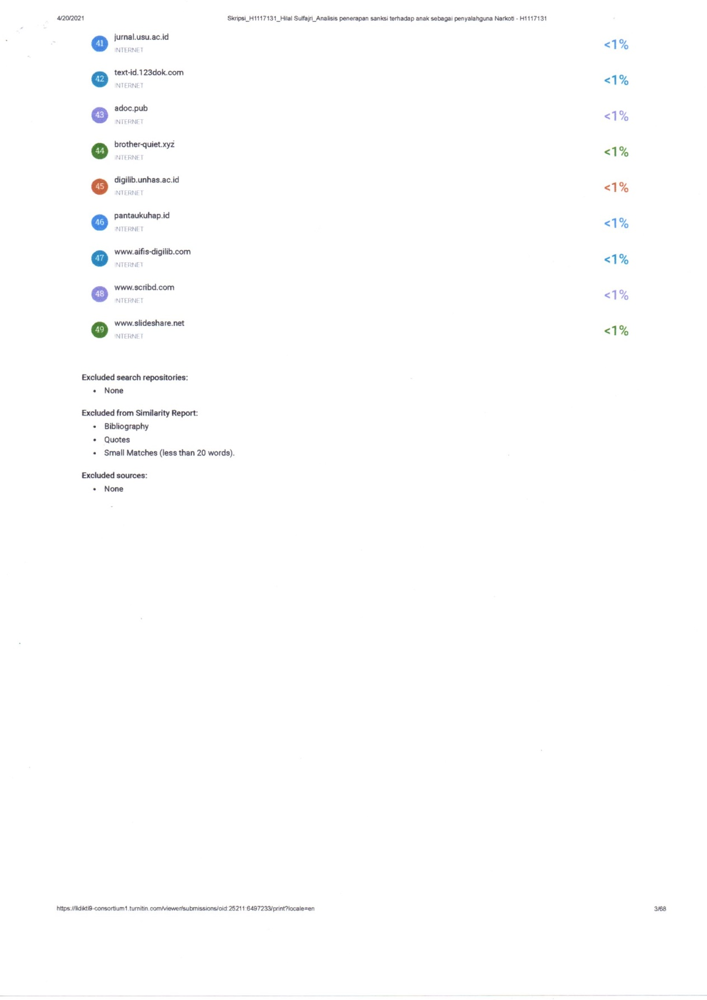 4/20/2021 Skripsi_H1117131_Hilal Sulfajri_Analisis penerapan sanksi terhadap anak sebagai penyalahguna Narkoti - H1117131
41 jurnal.usu.ac.id <1%
INTERNET
42 text-id.123dok.com <1%
INTERNET
43 adoc.pub <1%
INTERNET
44 brother-quiet.xyz <1%
INTERNET
45 digilib.unhas.ac.id <1%
INTERNET
46 pantaukuhap.id <1%
INTERNET
47 www.aifis-digilib.com <1%
INTERNET
48 www.scribd.com <1%
INTERNET
49 www.slideshare.net <1%
INTERNET
Excluded search repositories:
• None
Excluded from Similarity Report:
• Bibliography
• Quotes
• Small Matches (less than 20 words).
Excluded sources:
• None
https://lldikti9-consortium1.turnitin.com/viewer/submissions/oid:25211:6497233/print?locale=en 3/68